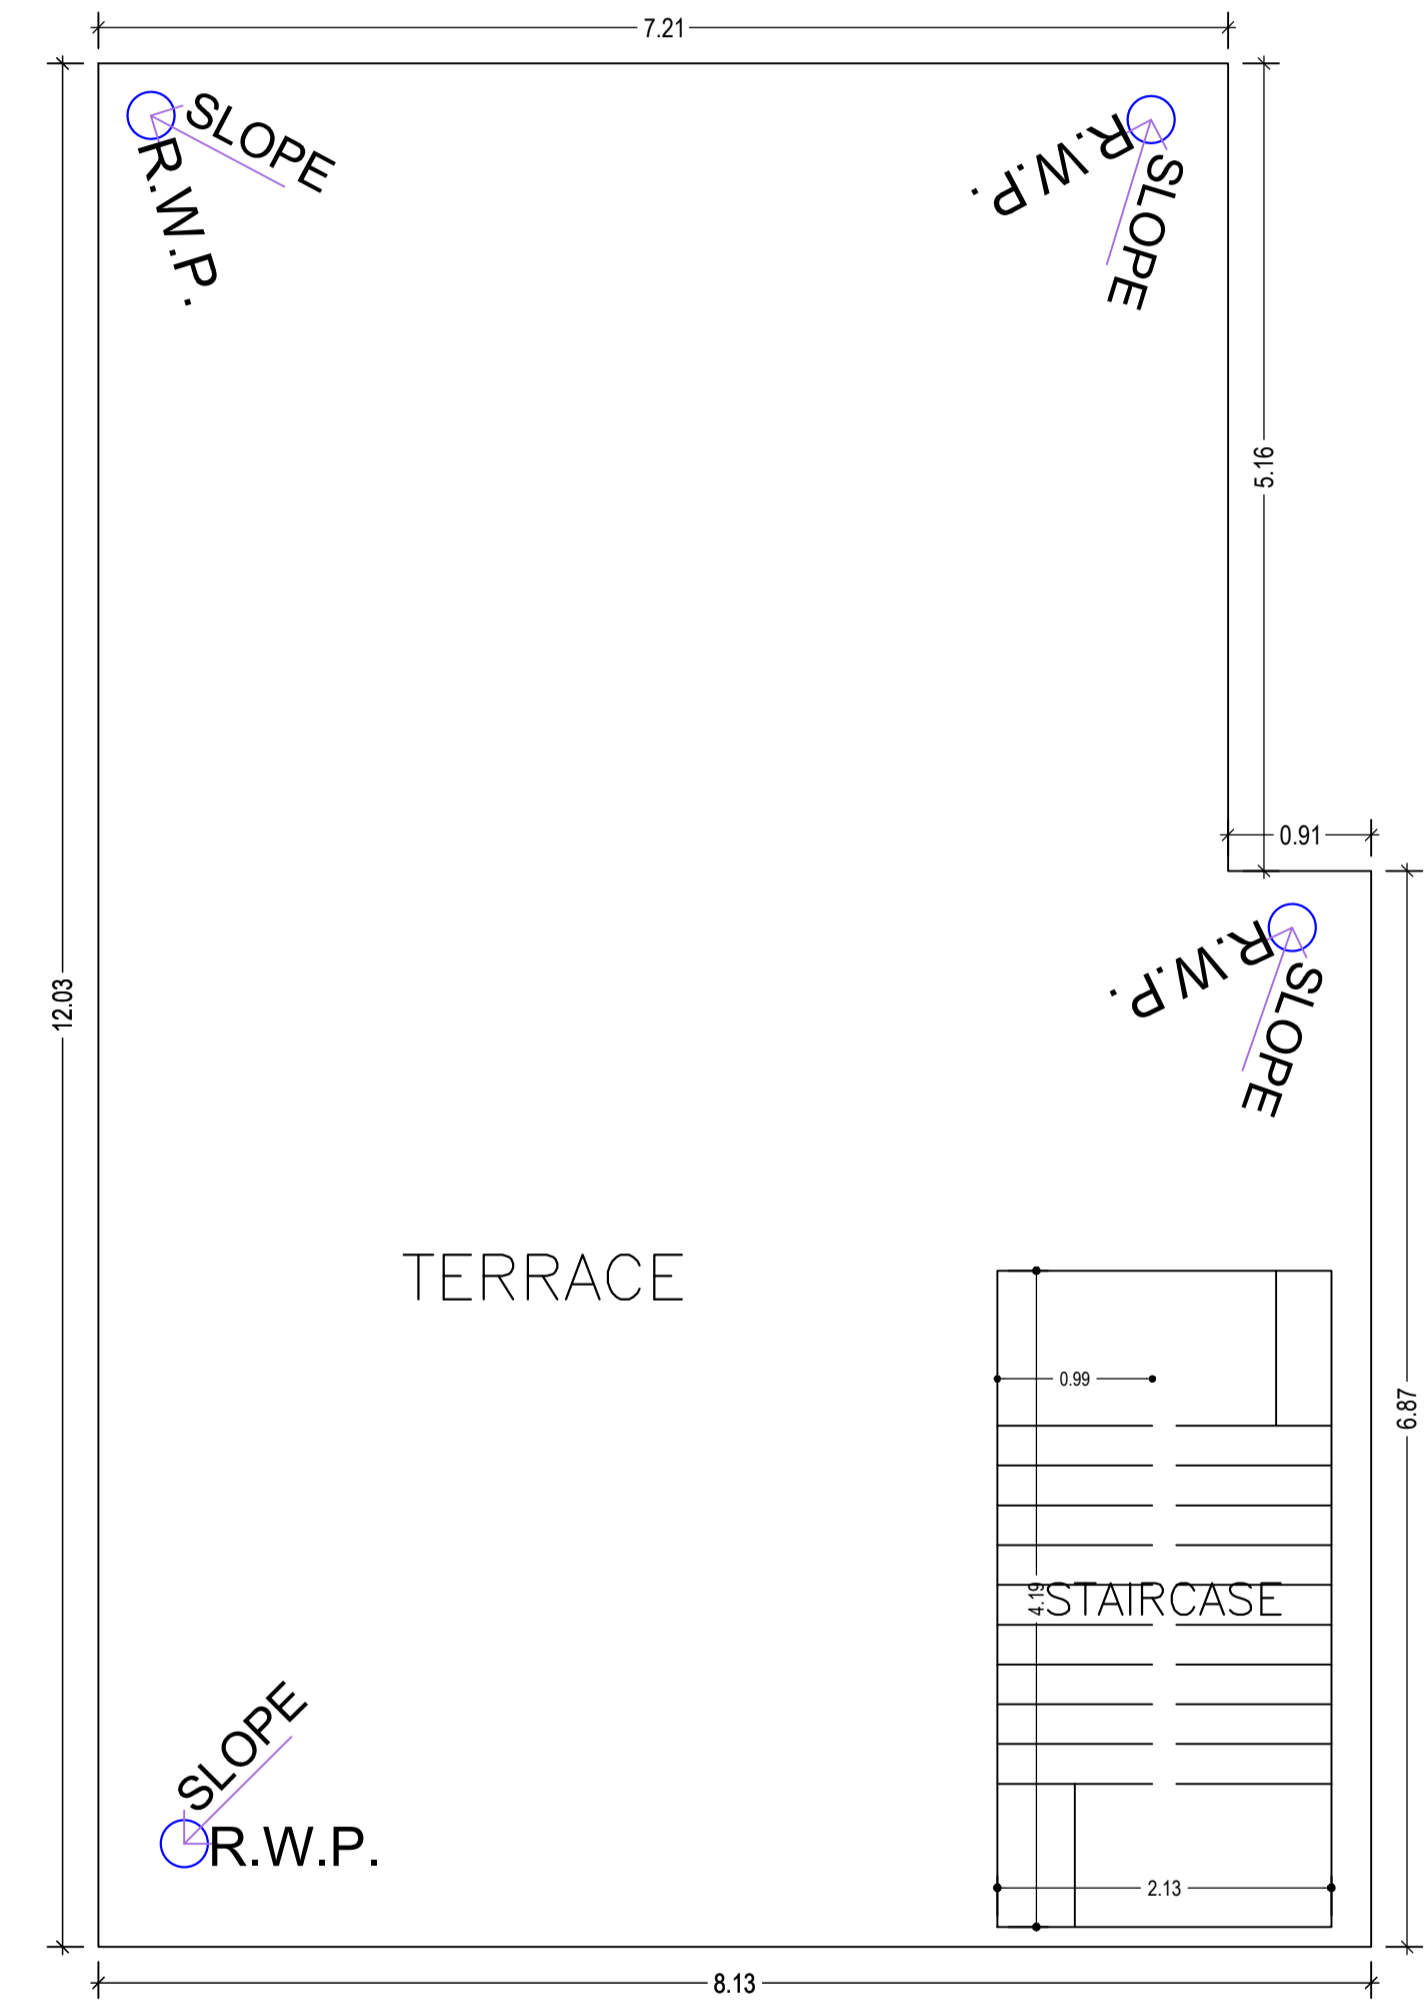 7.21
SLOPE
R.W.P.
R.W.P.
SLOPE
5.16
0.91
12.03
R.W.P.
SLOPE
TERRACE
0.99
6.87
4.19
STAIRCASE
SLOPE
R.W.P.
2.13
8.13